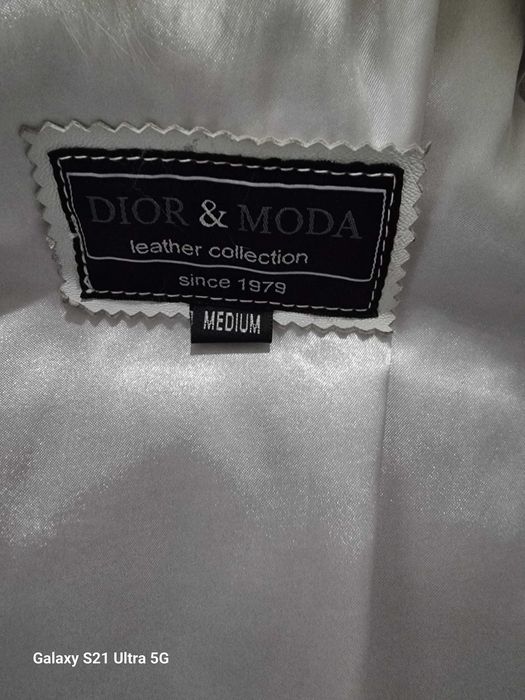 DIOR & MODA
leather collection
since 1979
MEDIUM
Galaxy S21 Ultra 5G